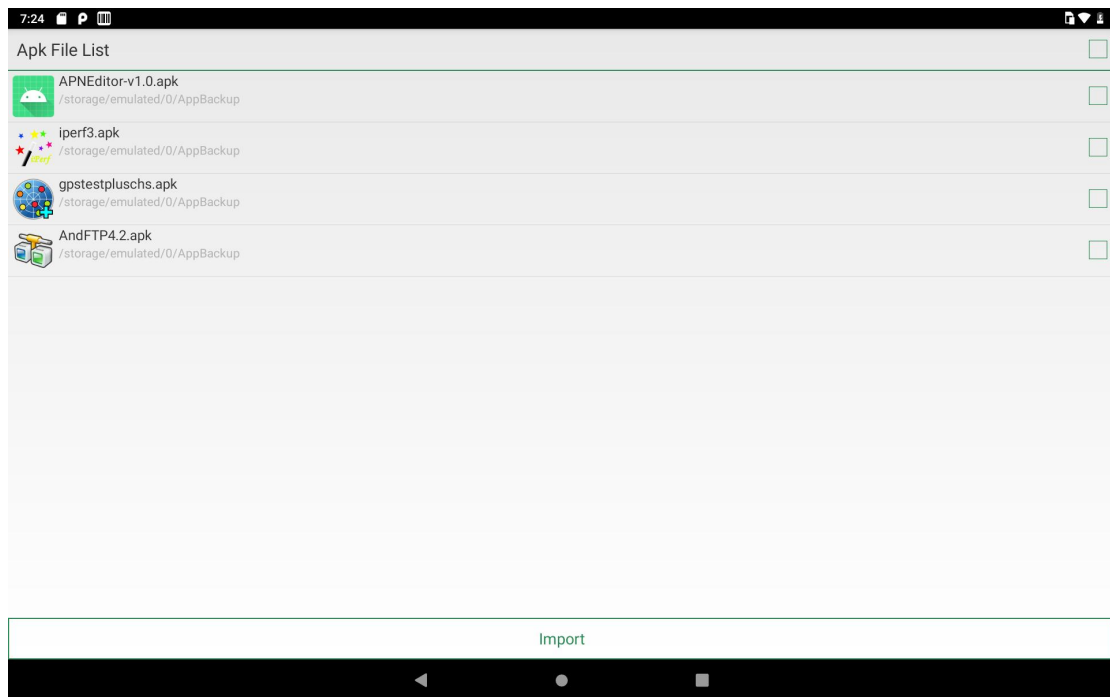 7:24
Apk File List
APNEditor-v1.0.apk
/storage/emulated/0/AppBackup
iperf3.apk
/storage/emulated/0/AppBackup
gpstestpluschs.apk
/storage/emulated/0/AppBackup
AndFTP4.2.apk
/storage/emulated/0/AppBackup
Import